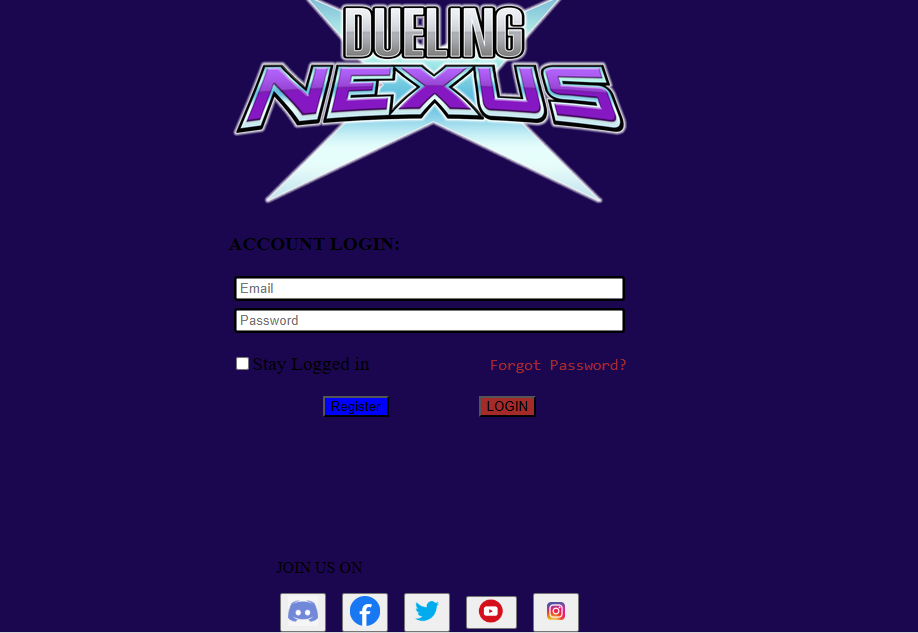 DUELING
NEXUS
ACCOUNT LOGIN:
Email
Password
Stay Logged in
Forgot Password?
Register
LOGIN
JOIN US ON